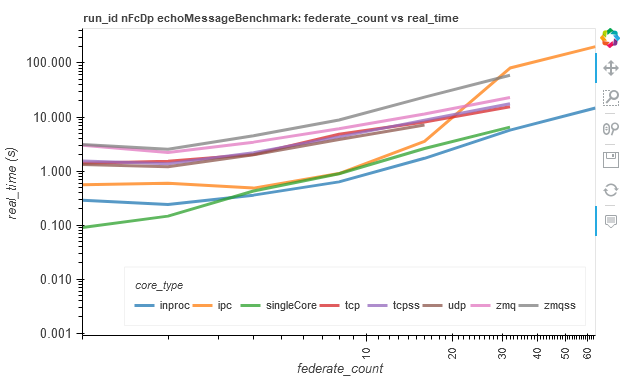 run_id nFcDp echoMessageBenchmark: federate_count vs real_time
100.000
10.000
1.000
0.100
0.010
0.001
real_time (s)
core_type
inproc ipc singleCore tcp tcpss udp zmq zmqss
10 20 30 40 50 60
federate_count